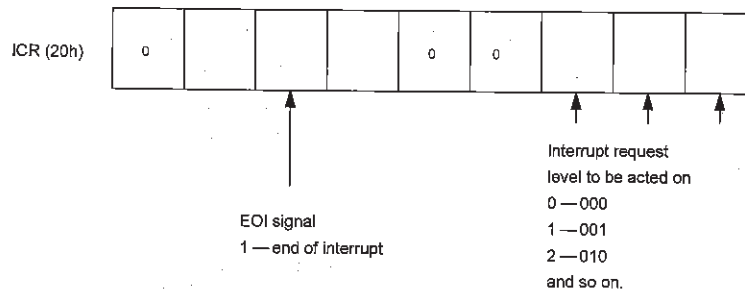 ICR (20h)
0
0
0
EOI signal
1 — end of interrupt
Interrupt request
level to be acted on
0 — 000
1 — 001
2 — 010
and so on.